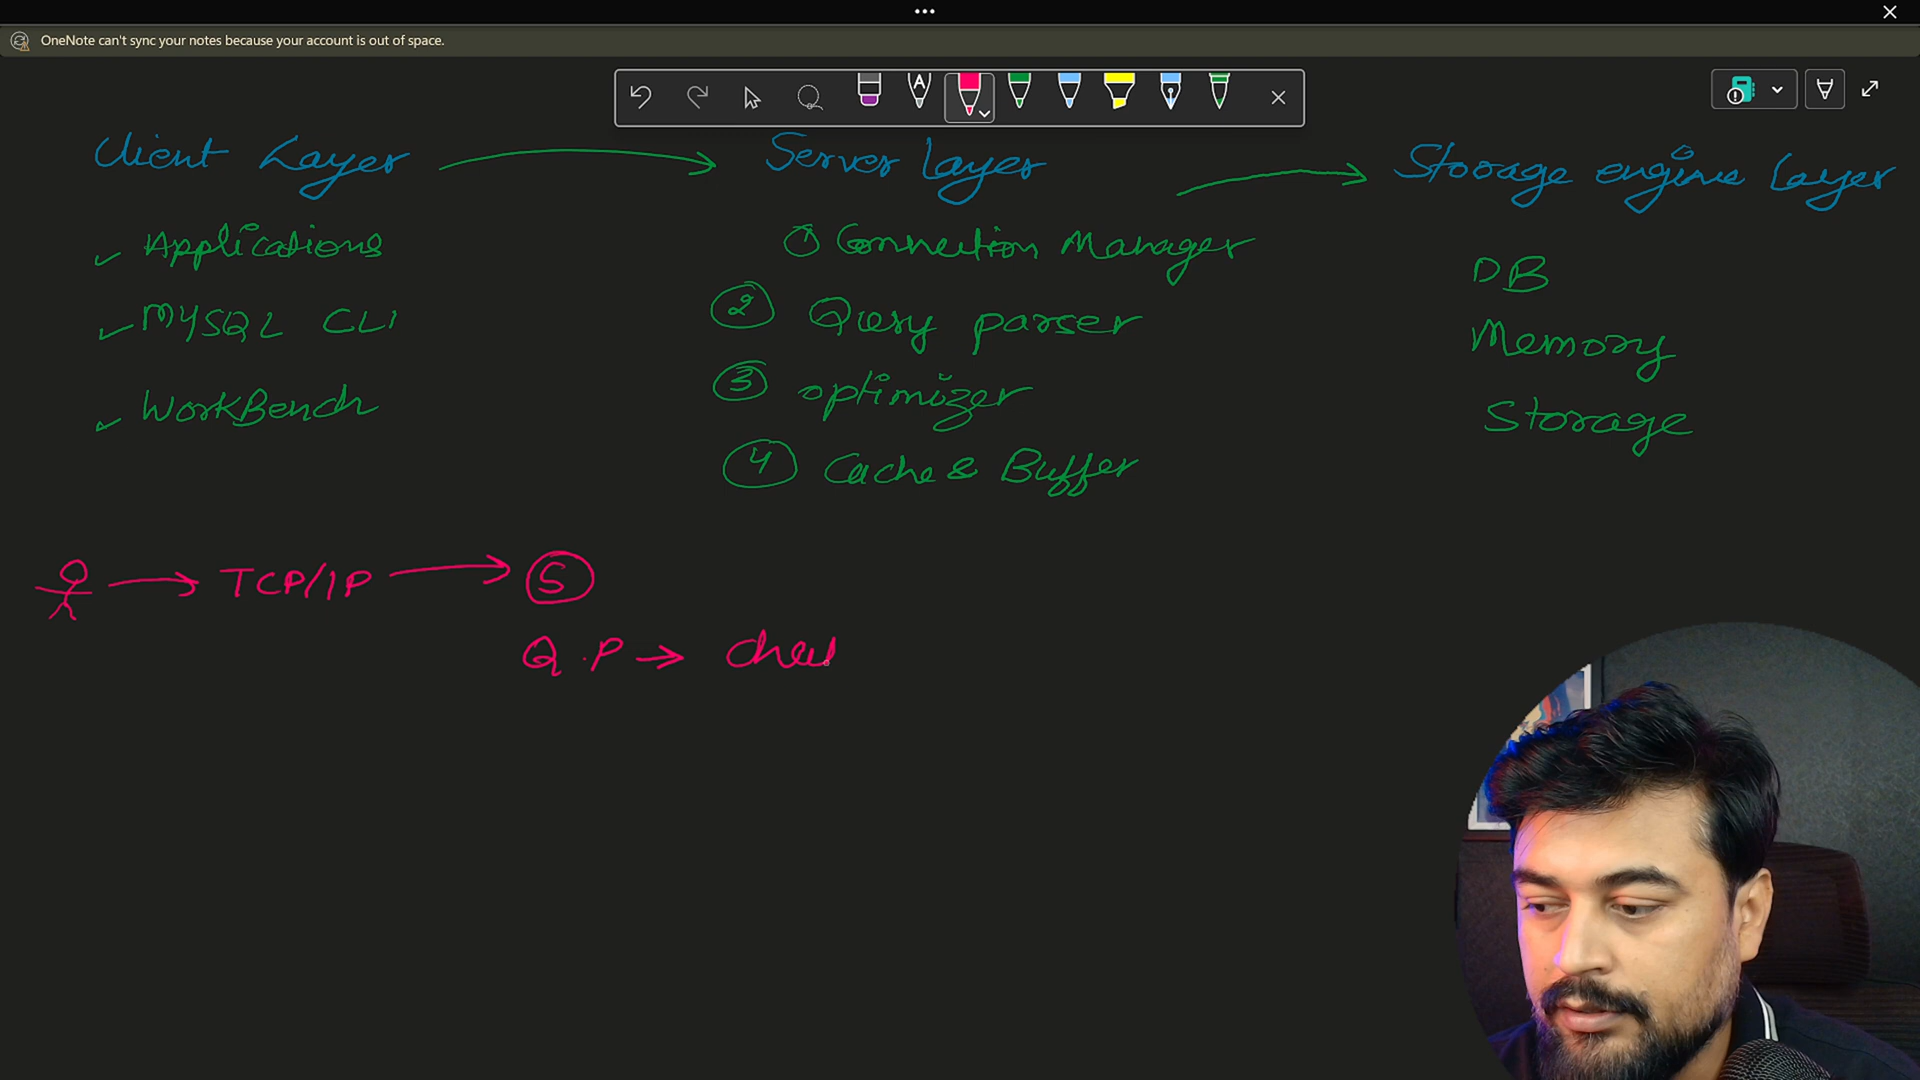 OneNote can't sync your notes because your account is out of space.
Client Layer → Server Layer → Storage engine Layer
✓ Applications
✓ MYSQL CLI
✓ WorkBench
① Connection Manager
② Query parser
③ optimizer
④ Cache & Buffer
DB
Memory
Storage
→ TCP/IP → S
Q.P →